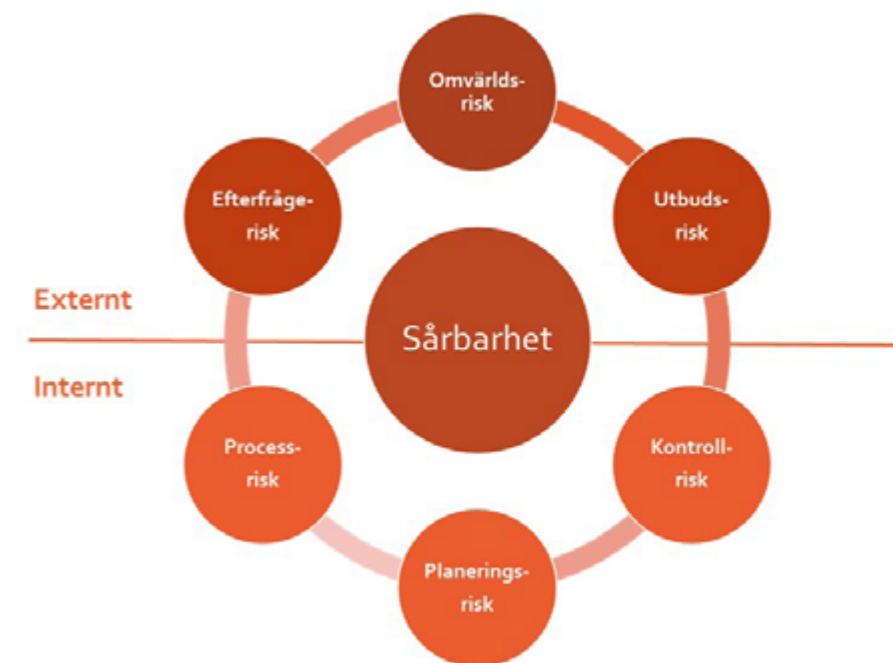 Omvärlds-
risk
Efterfråge-
risk
Utbuds-
risk
Externt
Sårbarhet
Internt
Process-
risk
Kontroll-
risk
Planerings-
risk